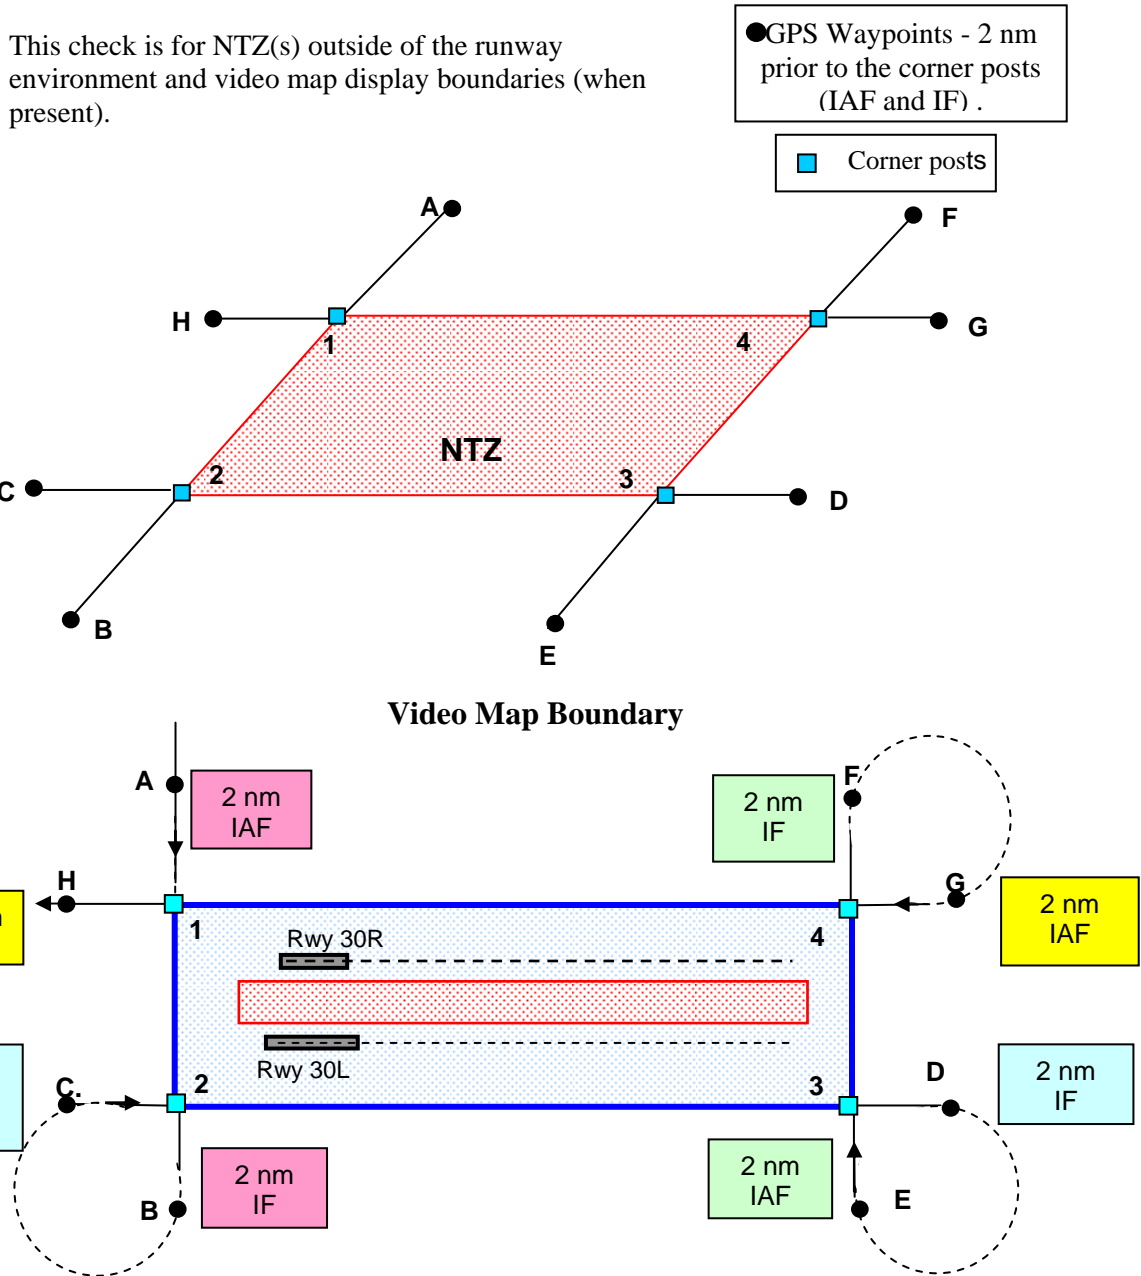 This check is for NTZ(s) outside of the runway
environment and video map display boundaries (when
present).
GPS Waypoints - 2 nm
prior to the corner posts
(IAF and IF) .
Corner posts
A
F
H
G
1
4
NTZ
2
3
C
D
B
E
Video Map Boundary
A
2 nm
IAF
2 nm
IF
F
H
G
2 nm
IAF
1
4
Rwy 30R
Rwy 30L
C.
2
3
D
2 nm
IF
2 nm
IF
B
2 nm
IAF
E